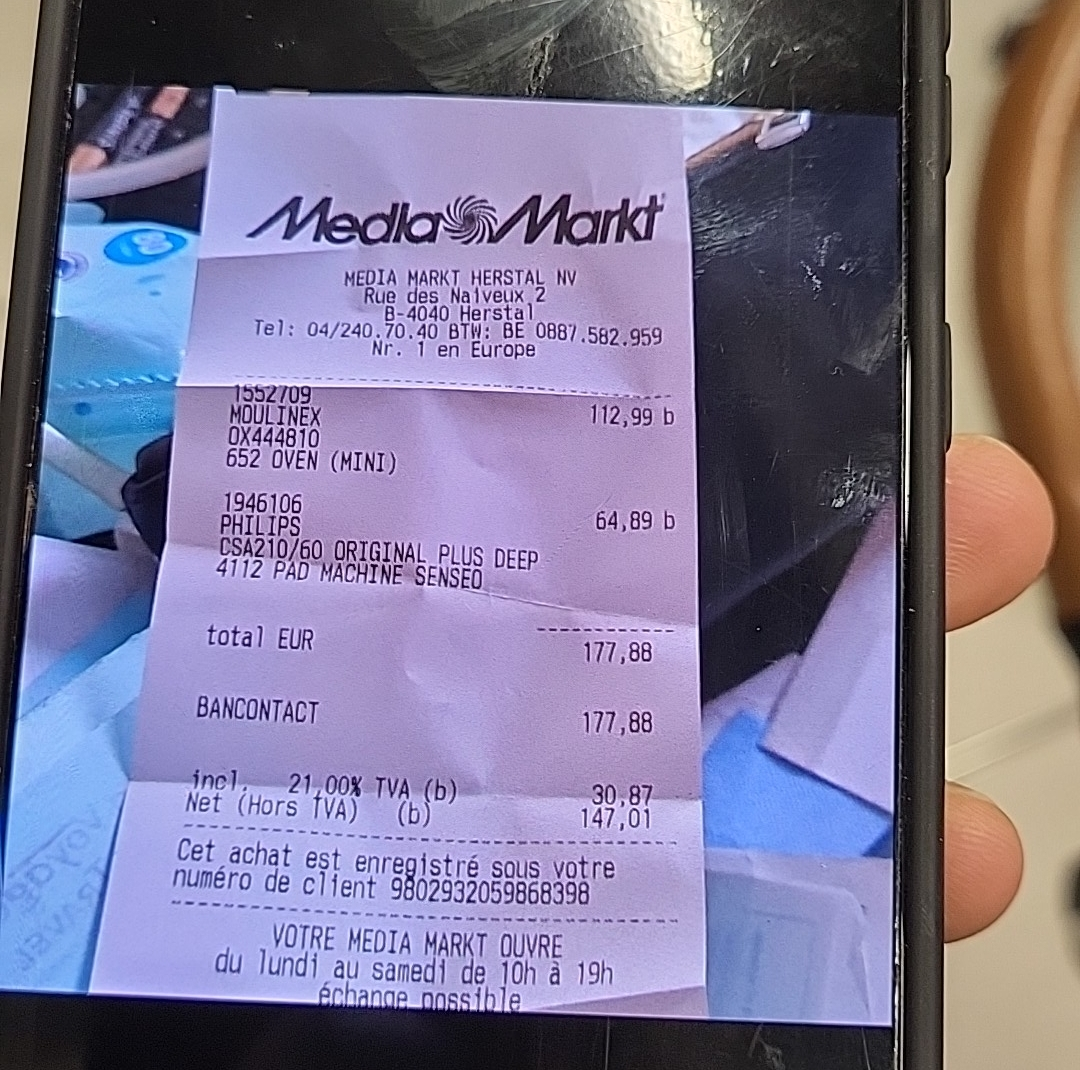 Media Markt
MEDIA MARKT HERSTAL NV
Rue des Naiveux 2
B-4040 Herstal
Tel: 04/240.70.40 BTW: BE 0887.582.959
Nr. 1 en Europe
1552709
MOULINEX 112,99 b
OX444810
652 OVEN (MINI)
1946106
PHILIPS 64,89 b
CSA210/60 ORIGINAL PLUS DEEP
4112 PAD MACHINE SENSEO
total EUR 177,88
BANCONTACT 177,88
incl. 21,00% TVA (b) 30,87
Net (Hors TVA) (b) 147,01
Cet achat est enregistré sous votre
numéro de client 9802932059868398
VOTRE MEDIA MARKT OUVRE
du lundi au samedi de 10h à 19h
échange possible